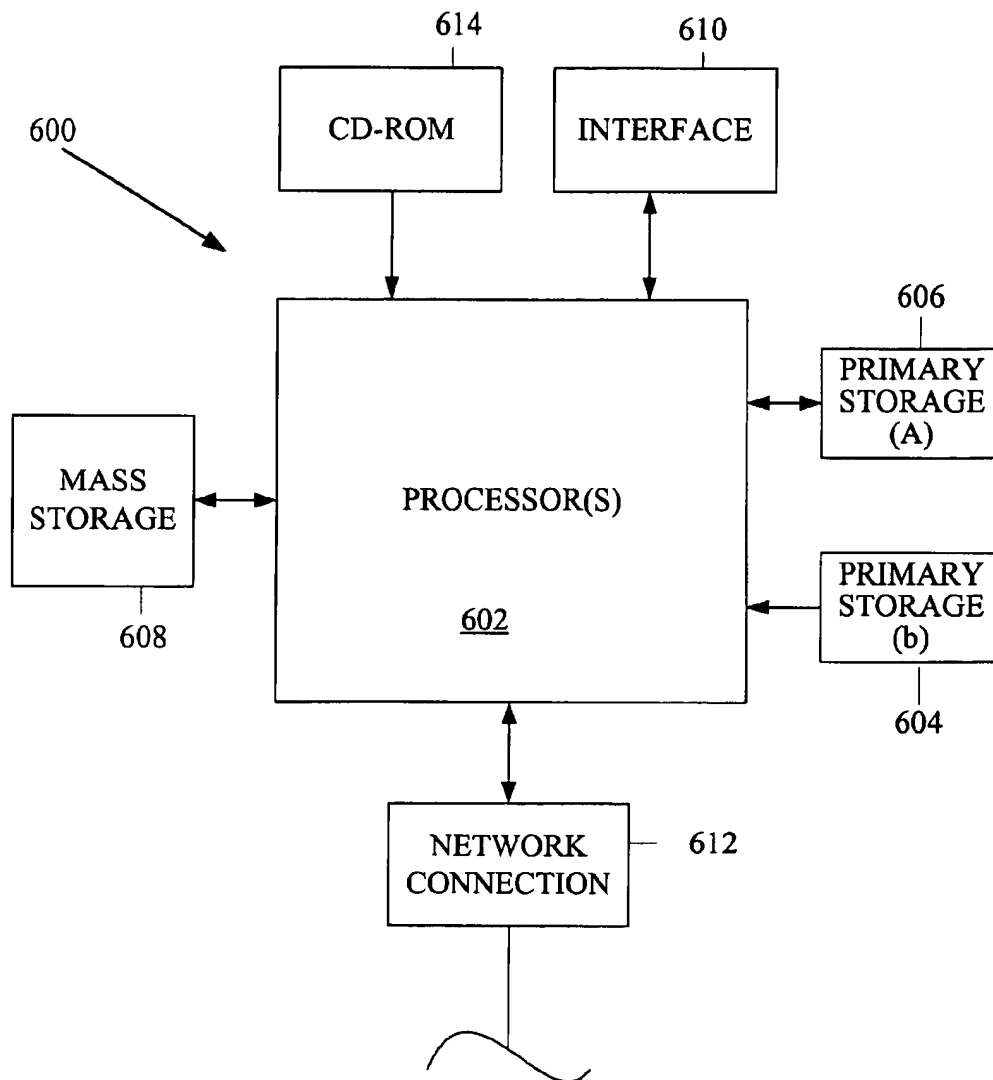 614
610
600
CD-ROM
INTERFACE
606
PRIMARY
STORAGE
(A)
MASS
STORAGE
PROCESSOR(S)
608
602
PRIMARY
STORAGE
(b)
604
NETWORK
CONNECTION
612